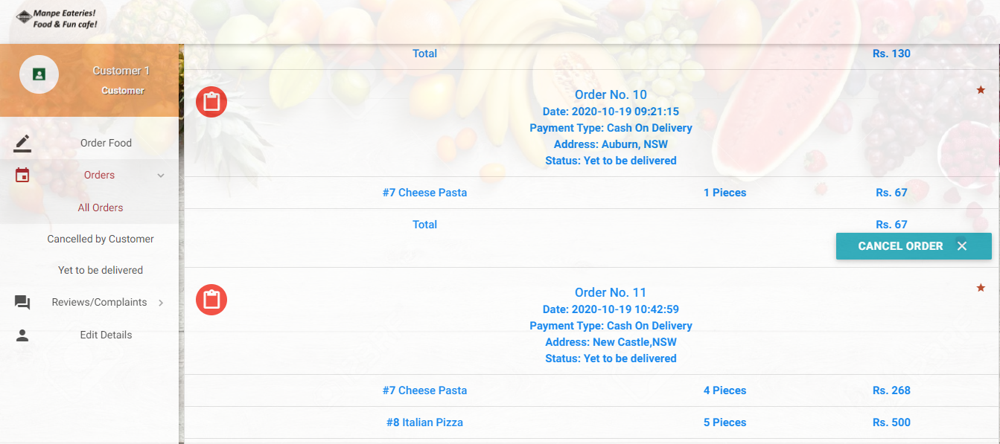 Manpe Eateries!
Food & Fun cafe!
Customer 1
Customer
Order Food
Orders
All Orders
Cancelled by Customer
Yet to be delivered
Reviews/Complaints
Edit Details
Total Rs. 130
Order No. 10
Date: 2020-10-19 09:21:15
Payment Type: Cash On Delivery
Address: Auburn, NSW
Status: Yet to be delivered
#7 Cheese Pasta 1 Pieces Rs. 67
Total Rs. 67
CANCEL ORDER
Order No. 11
Date: 2020-10-19 10:42:59
Payment Type: Cash On Delivery
Address: New Castle,NSW
Status: Yet to be delivered
#7 Cheese Pasta 4 Pieces Rs. 268
#8 Italian Pizza 5 Pieces Rs. 500